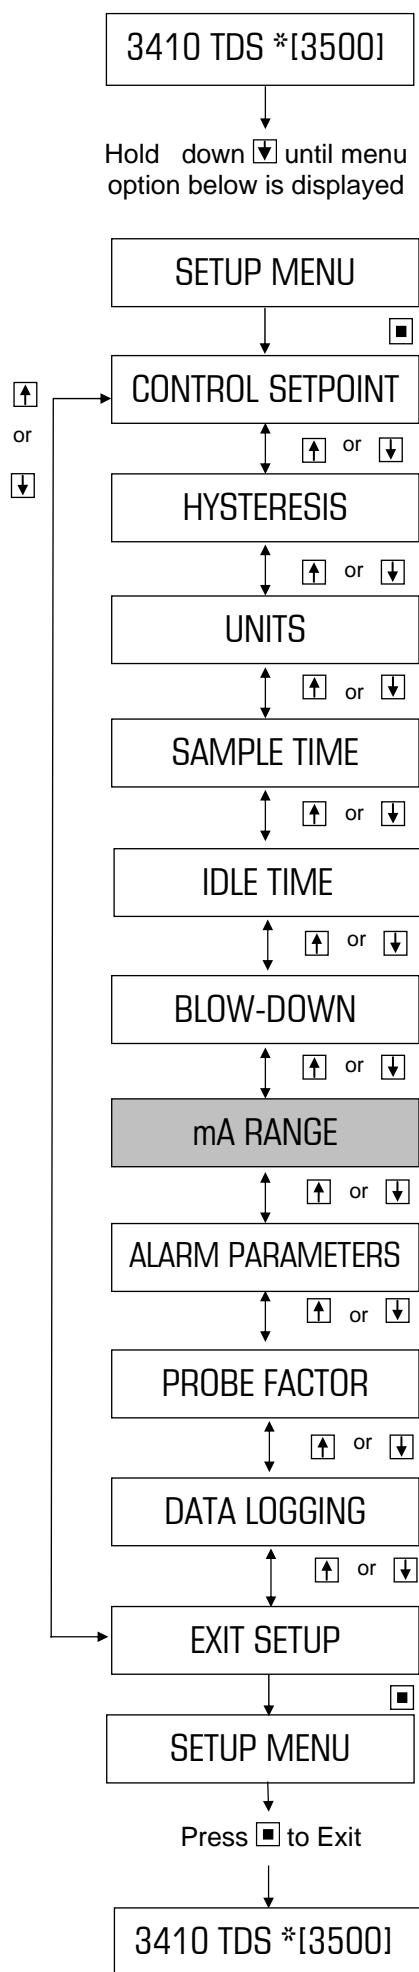 3410 TDS *[3500]
Hold down until menu
option below is displayed
SETUP MENU
CONTROL SETPOINT
or
or
HYSTERESIS
or
UNITS
or
SAMPLE TIME
or
IDLE TIME
or
BLOW-DOWN
or
mA RANGE
or
ALARM PARAMETERS
or
PROBE FACTOR
or
DATA LOGGING
or
EXIT SETUP
SETUP MENU
Press to Exit
3410 TDS *[3500]